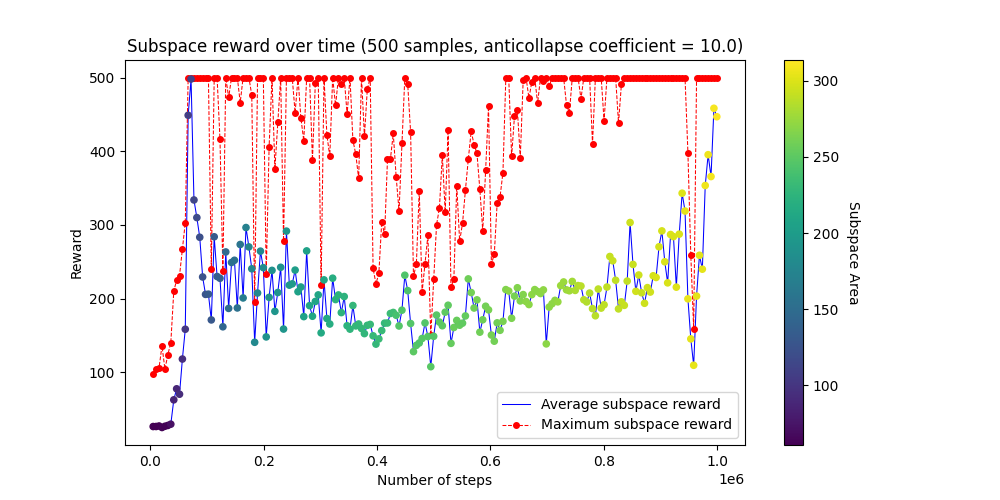 Subspace reward over time (500 samples, anticollapse coefficient = 10.0)
Reward
500
400
300
200
100
0.0
0.2
0.4
0.6
0.8
1.0
1e6
Number of steps
Average subspace reward
Maximum subspace reward
300
250
200
150
100
Subspace Area